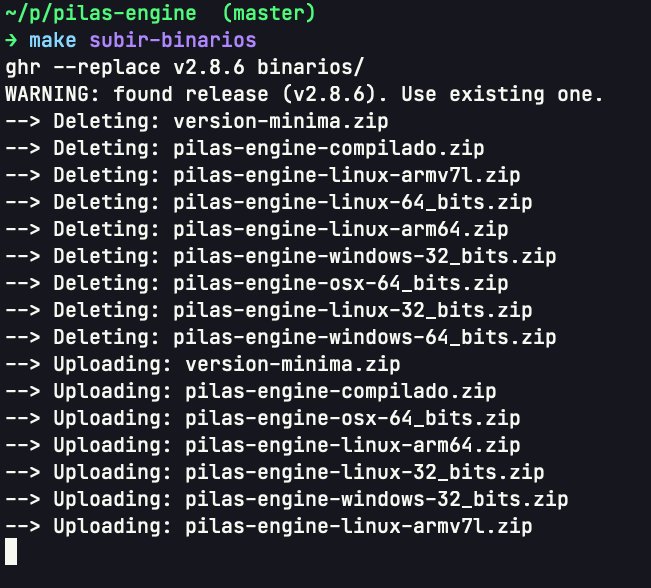 ~/p/pilas-engine (master)
→ make subir-binarios
ghr --replace v2.8.6 binarios/
WARNING: found release (v2.8.6). Use existing one.
--> Deleting: version-minima.zip
--> Deleting: pilas-engine-compilado.zip
--> Deleting: pilas-engine-linux-armv7l.zip
--> Deleting: pilas-engine-linux-64_bits.zip
--> Deleting: pilas-engine-linux-arm64.zip
--> Deleting: pilas-engine-windows-32_bits.zip
--> Deleting: pilas-engine-osx-64_bits.zip
--> Deleting: pilas-engine-linux-32_bits.zip
--> Deleting: pilas-engine-windows-64_bits.zip
--> Uploading: version-minima.zip
--> Uploading: pilas-engine-compilado.zip
--> Uploading: pilas-engine-osx-64_bits.zip
--> Uploading: pilas-engine-linux-arm64.zip
--> Uploading: pilas-engine-linux-32_bits.zip
--> Uploading: pilas-engine-windows-32_bits.zip
--> Uploading: pilas-engine-linux-armv7l.zip